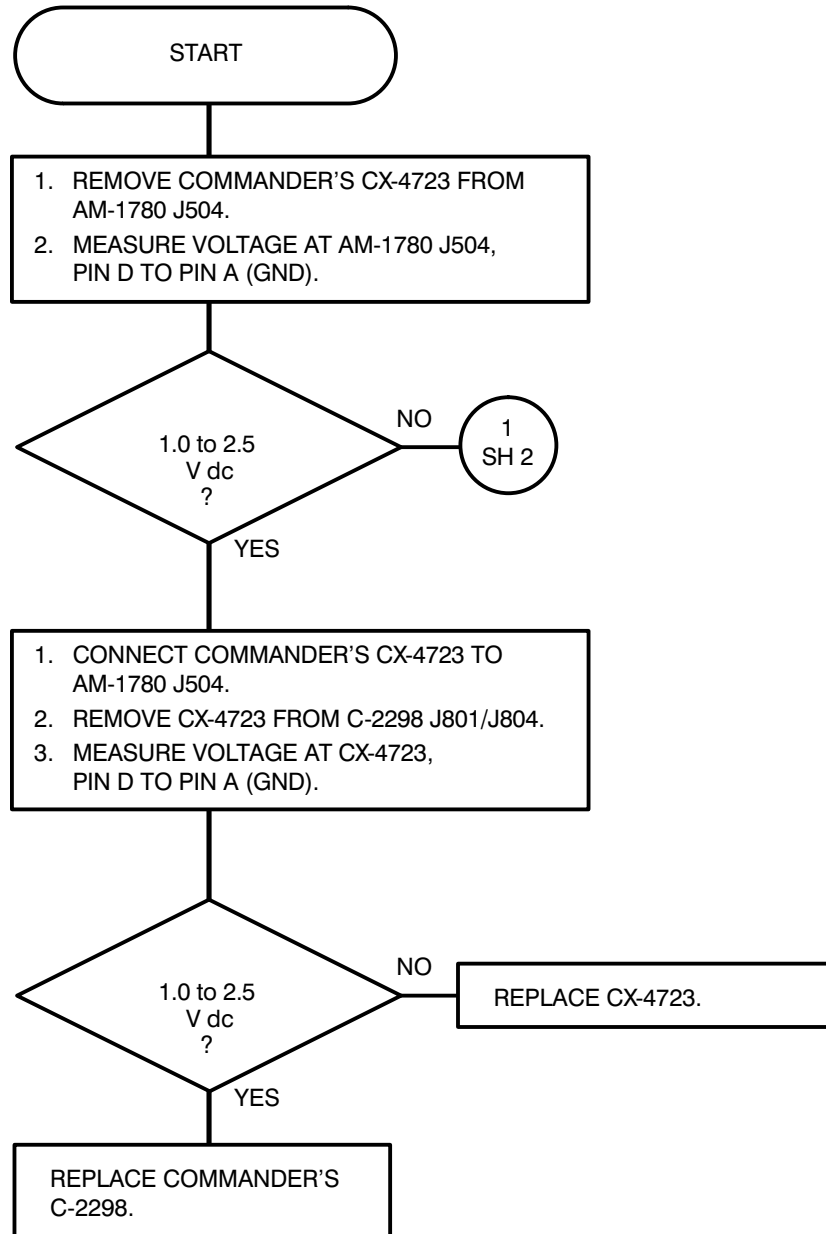 START
1. REMOVE COMMANDER'S CX-4723 FROM
AM-1780 J504.
2. MEASURE VOLTAGE AT AM-1780 J504,
PIN D TO PIN A (GND).
1.0 to 2.5
V dc
?
NO
1
SH 2
YES
1. CONNECT COMMANDER'S CX-4723 TO
AM-1780 J504.
2. REMOVE CX-4723 FROM C-2298 J801/J804.
3. MEASURE VOLTAGE AT CX-4723,
PIN D TO PIN A (GND).
1.0 to 2.5
V dc
?
NO
REPLACE CX-4723.
YES
REPLACE COMMANDER'S
C-2298.